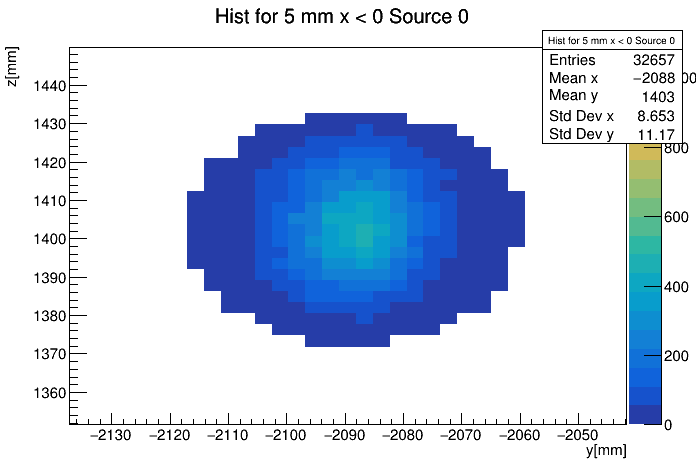 Hist for 5 mm x < 0 Source 0
z[mm]
Hist for 5 mm x < 0 Source 0
Entries 32657
Mean x −2088
Mean y 1403
Std Dev x 8.653
Std Dev y 11.17
1440
1430
1420
1410
1400
1390
1380
1370
1360
00
800
600
400
200
0
−2130 −2120 −2110 −2100 −2090 −2080 −2070 −2060 −2050
y[mm]